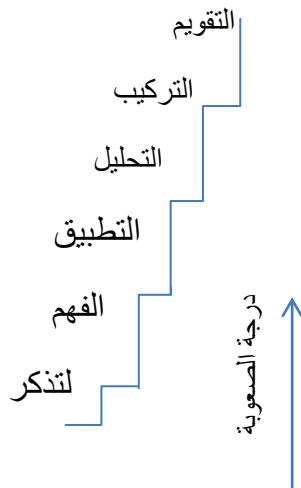 التقويم
التركيب
التحليل
التطبيق
الفهم
لتذكر
درجة الصعوبة